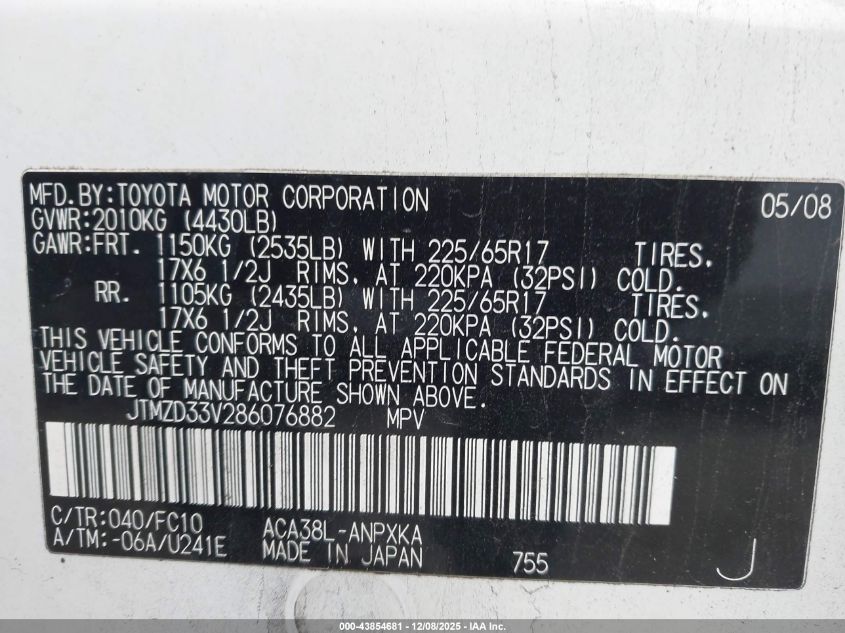 MFD.BY:TOYOTA MOTOR CORPORATION 05/08
GVWR:2010KG (4430LB)
GAWR:FRT. 1150KG (2535LB) WITH 225/65R17 TIRES,
17X6 1/2J RIMS, AT 220KPA (32PSI) COLD.
RR. 1105KG (2435LB) WITH 225/65R17 TIRES,
17X6 1/2J RIMS, AT 220KPA (32PSI) COLD.
THIS VEHICLE CONFORMS TO ALL APPLICABLE FEDERAL MOTOR
VEHICLE SAFETY AND THEFT PREVENTION STANDARDS IN EFFECT ON
THE DATE OF MANUFACTURE SHOWN ABOVE.
JTMZD33V286076882 MPV
C/TR:040/FC10 ACA38L-ANPXKA
A/TM:-06A/U241E MADE IN JAPAN 755
J
000-43854681 - 12/08/2025 - IAA Inc.